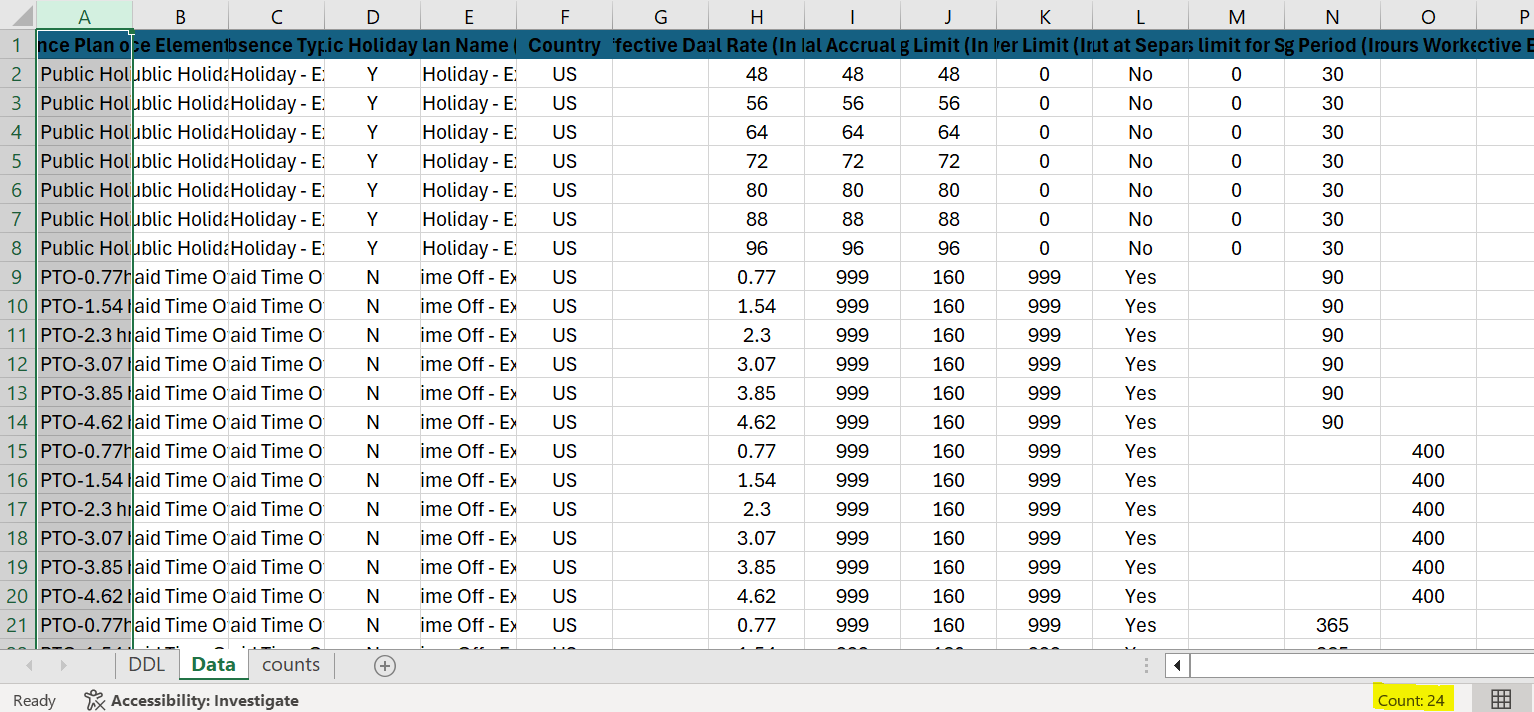 A B C D E F G H I J K L M N O P
1 nce Plan o ce Element bsence Typ ic Holiday lan Name ( Country ffective Da al Rate (In al Accrual g Limit (In ver Limit (In ut at Separ limit for S g Period (I ours Work ective E
2 Public Hol ublic Holida Holiday - E Y Holiday - E US 48 48 48 0 No 0 30
3 Public Hol ublic Holida Holiday - E Y Holiday - E US 56 56 56 0 No 0 30
4 Public Hol ublic Holida Holiday - E Y Holiday - E US 64 64 64 0 No 0 30
5 Public Hol ublic Holida Holiday - E Y Holiday - E US 72 72 72 0 No 0 30
6 Public Hol ublic Holida Holiday - E Y Holiday - E US 80 80 80 0 No 0 30
7 Public Hol ublic Holida Holiday - E Y Holiday - E US 88 88 88 0 No 0 30
8 Public Hol ublic Holida Holiday - E Y Holiday - E US 96 96 96 0 No 0 30
9 PTO-0.77h aid Time O aid Time O N ime Off - Ex US 0.77 999 160 999 Yes 90
10 PTO-1.54 h aid Time O aid Time O N ime Off - Ex US 1.54 999 160 999 Yes 90
11 PTO-2.3 hr aid Time O aid Time O N ime Off - Ex US 2.3 999 160 999 Yes 90
12 PTO-3.07 h aid Time O aid Time O N ime Off - Ex US 3.07 999 160 999 Yes 90
13 PTO-3.85 h aid Time O aid Time O N ime Off - Ex US 3.85 999 160 999 Yes 90
14 PTO-4.62 h aid Time O aid Time O N ime Off - Ex US 4.62 999 160 999 Yes 90
15 PTO-0.77h aid Time O aid Time O N ime Off - Ex US 0.77 999 160 999 Yes 400
16 PTO-1.54 h aid Time O aid Time O N ime Off - Ex US 1.54 999 160 999 Yes 400
17 PTO-2.3 hr aid Time O aid Time O N ime Off - Ex US 2.3 999 160 999 Yes 400
18 PTO-3.07 h aid Time O aid Time O N ime Off - Ex US 3.07 999 160 999 Yes 400
19 PTO-3.85 h aid Time O aid Time O N ime Off - Ex US 3.85 999 160 999 Yes 400
20 PTO-4.62 h aid Time O aid Time O N ime Off - Ex US 4.62 999 160 999 Yes 400
21 PTO-0.77h aid Time O aid Time O N ime Off - Ex US 0.77 999 160 999 Yes 365
DDL Data counts
Ready Accessibility: Investigate Count: 24